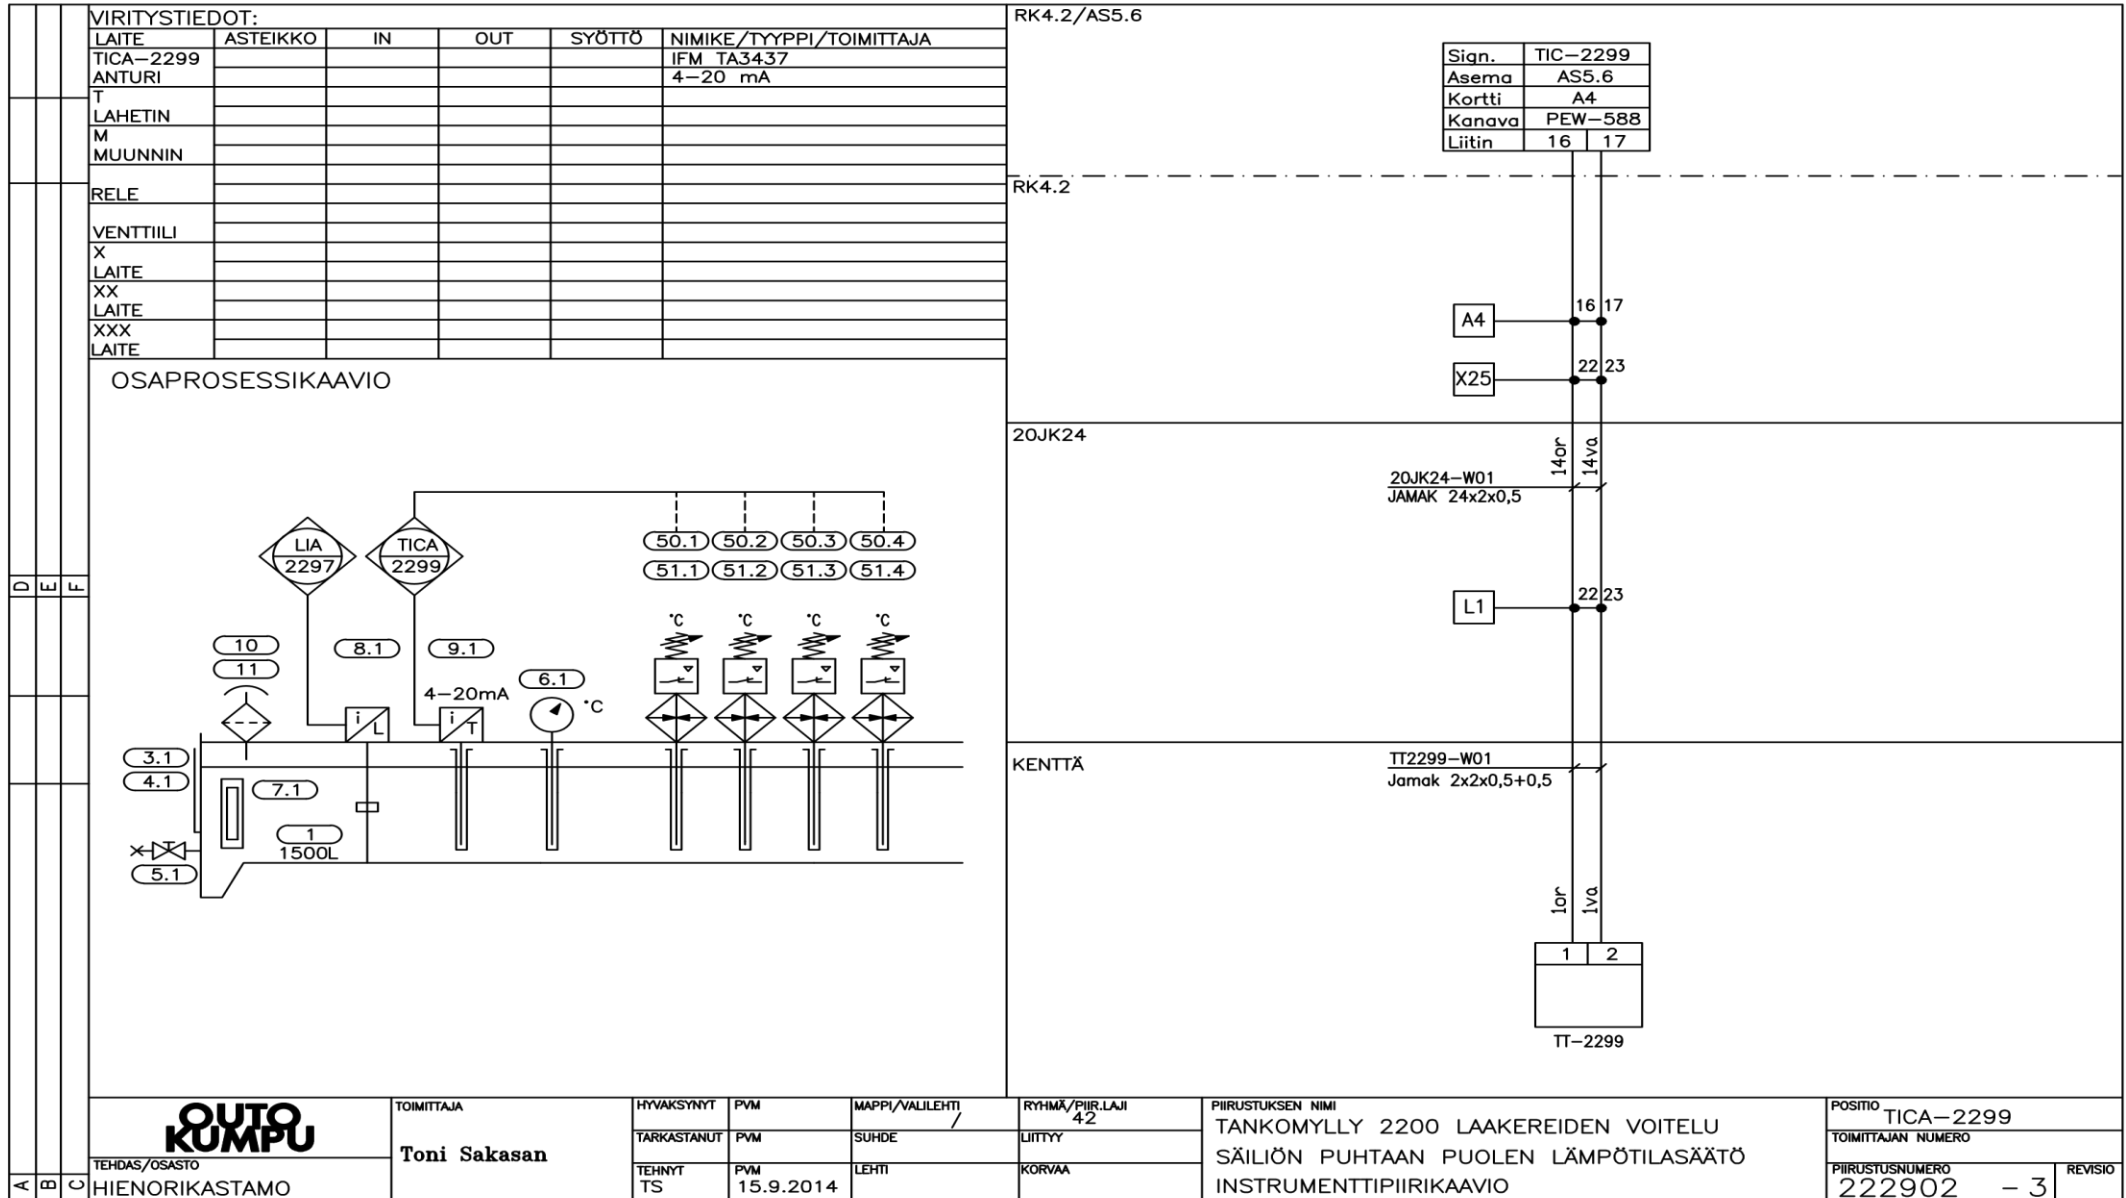 VIRITYSTIEDOT:
LAITE ASTEIKKO IN OUT SYÖTTÖ NIMIKE/TYYPPI/TOIMITTAJA
TICA-2299 IFM TA3437
ANTURI 4-20 mA
T
LAHETIN
M
MUUNNIN
RELE
VENTTIILI
X
LAITE
XX
LAITE
XXX
LAITE
OSAPROSESSIKAAVIO
LIA
2297
TICA
2299
50.1 50.2 50.3 50.4
51.1 51.2 51.3 51.4
°C °C °C °C
10
11
8.1
9.1
6.1
4-20mA
°C
i
L
i
T
3.1
4.1
7.1
1
1500L
5.1
RK4.2/AS5.6
Sign. TIC-2299
Asema AS5.6
Kortti A4
Kanava PEW-588
Liitin 16 17
RK4.2
A4
16 17
X25
22 23
20JK24
14or 14va
20JK24-W01
JAMAK 24x2x0,5
L1
22 23
KENTTÄ
TT2299-W01
Jamak 2x2x0,5+0,5
1or 1va
1 2
TT-2299
D E F
A B C
OUTO
KUMPU
TEHDAS/OSASTO
HIENORIKASTAMO
TOIMITTAJA
Toni Sakasan
HYVAKSYNYT PVM
TARKASTANUT PVM
TEHNYT PVM
TS 15.9.2014
MAPPI/VALILEHTI
/
SUHDE
LEHTI
RYHMÄ/PIIR.LAJI
42
LIITTYY
KORVAA
PIIRUSTUKSEN NIMI
TANKOMYLLY 2200 LAAKEREIDEN VOITELU
SÄILIÖN PUHTAAN PUOLEN LÄMPÖTILASÄÄTÖ
INSTRUMENTTIPIIRIKAAVIO
POSITIO
TICA-2299
TOIMITTAJAN NUMERO
PIIRUSTUSNUMERO REVISIO
222902 - 3